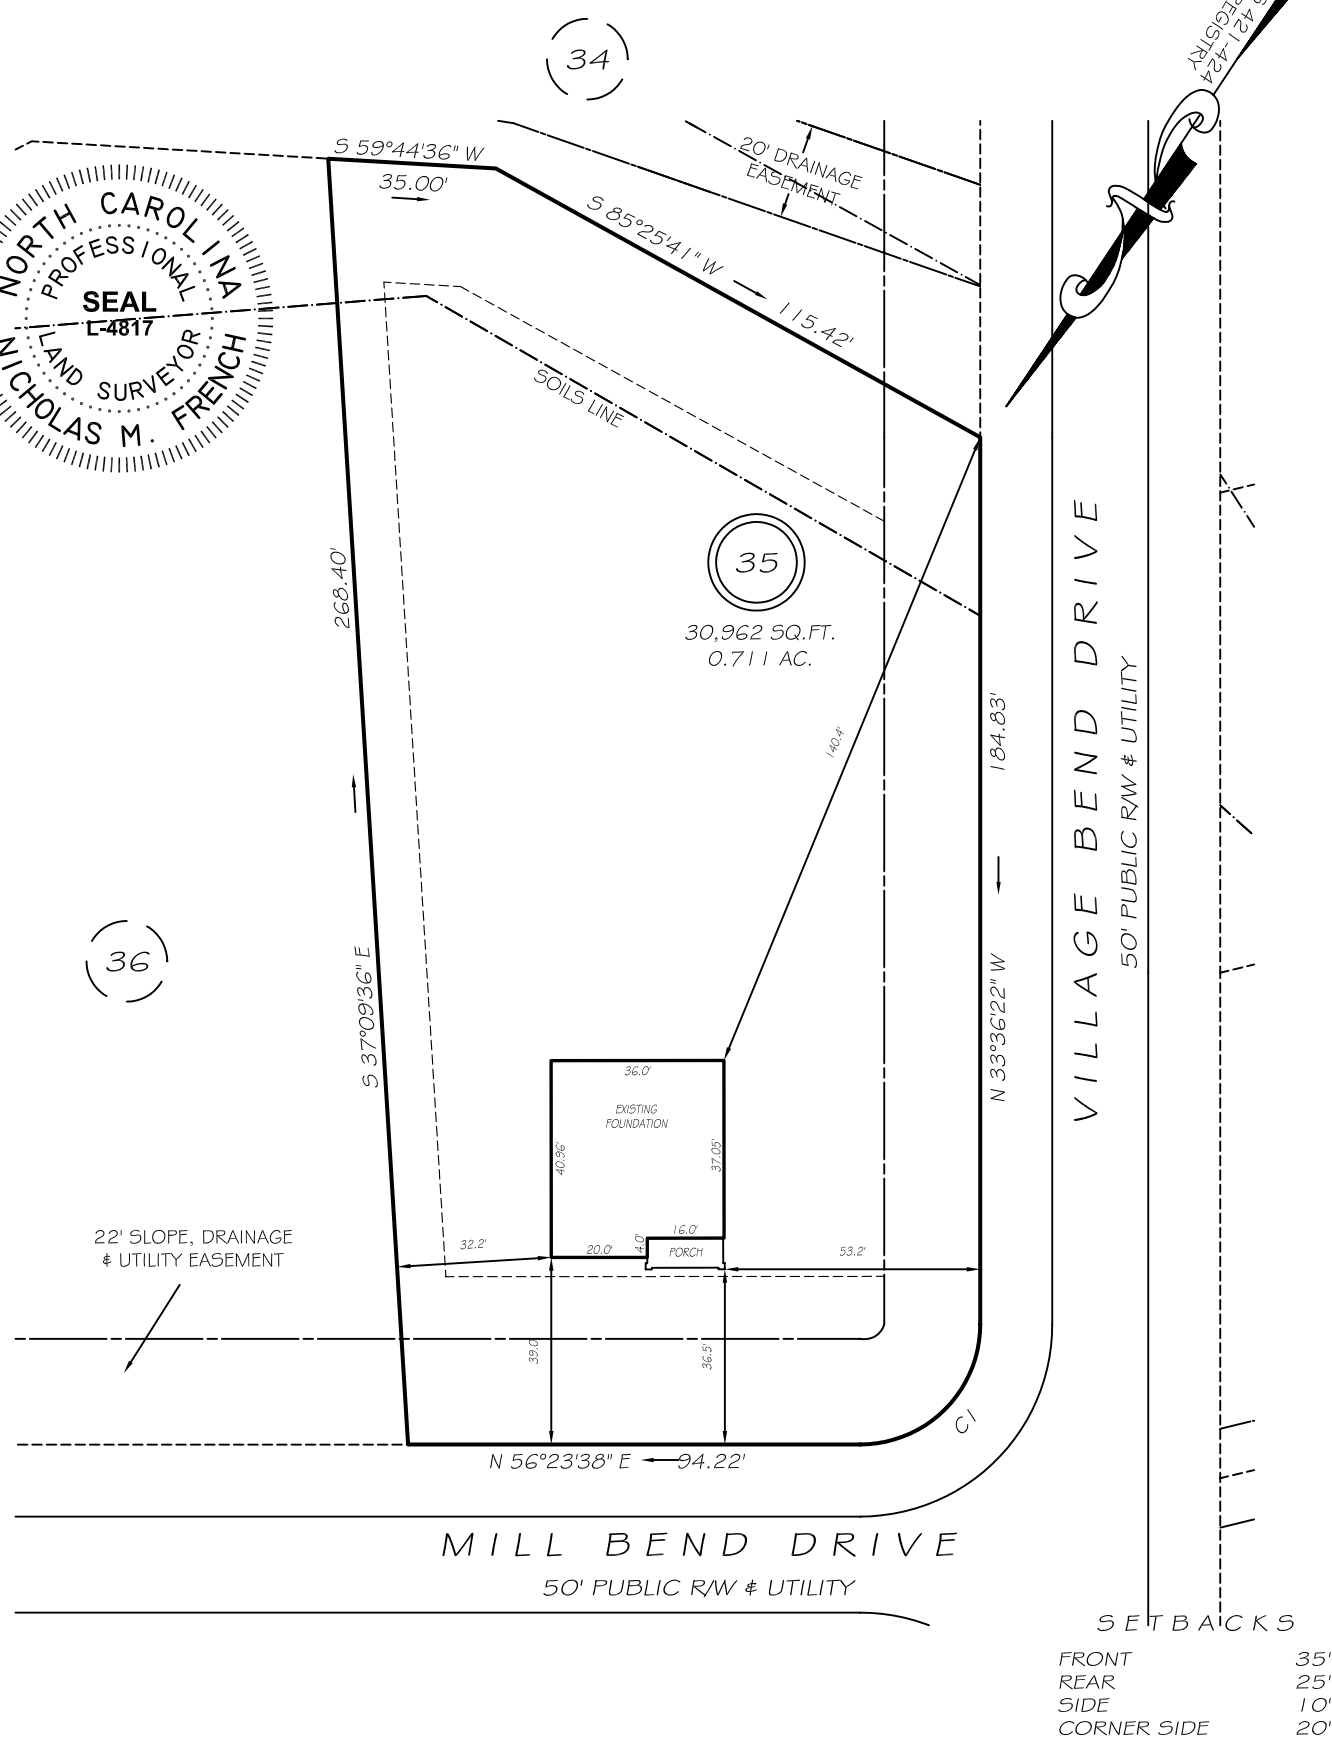 34
S 421-424
REGISTRY
S 59°44'36" W
35.00'
20' DRAINAGE
EASEMENT
S 85°25'41" W
115.42'
NORTH CAROLINA
PROFESSIONAL
SEAL
L-4817
LAND SURVEYOR
NICHOLAS M. FRENCH
SOILS LINE
35
30,962 SQ.FT.
0.711 AC.
268.40'
S 37°09'36" E
140.4'
184.83'
N 33°36'22" W
VILLAGE BEND DRIVE
50' PUBLIC R/W & UTILITY
36
36.0'
EXISTING
FOUNDATION
40.96'
37.05'
16.0'
4.0'
20.0'
PORCH
32.2'
53.2'
22' SLOPE, DRAINAGE
& UTILITY EASEMENT
39.0
36.5'
C1
N 56°23'38" E
94.22'
MILL BEND DRIVE
50' PUBLIC R/W & UTILITY
SETBACKS
FRONT 35'
REAR 25'
SIDE 10'
CORNER SIDE 20'